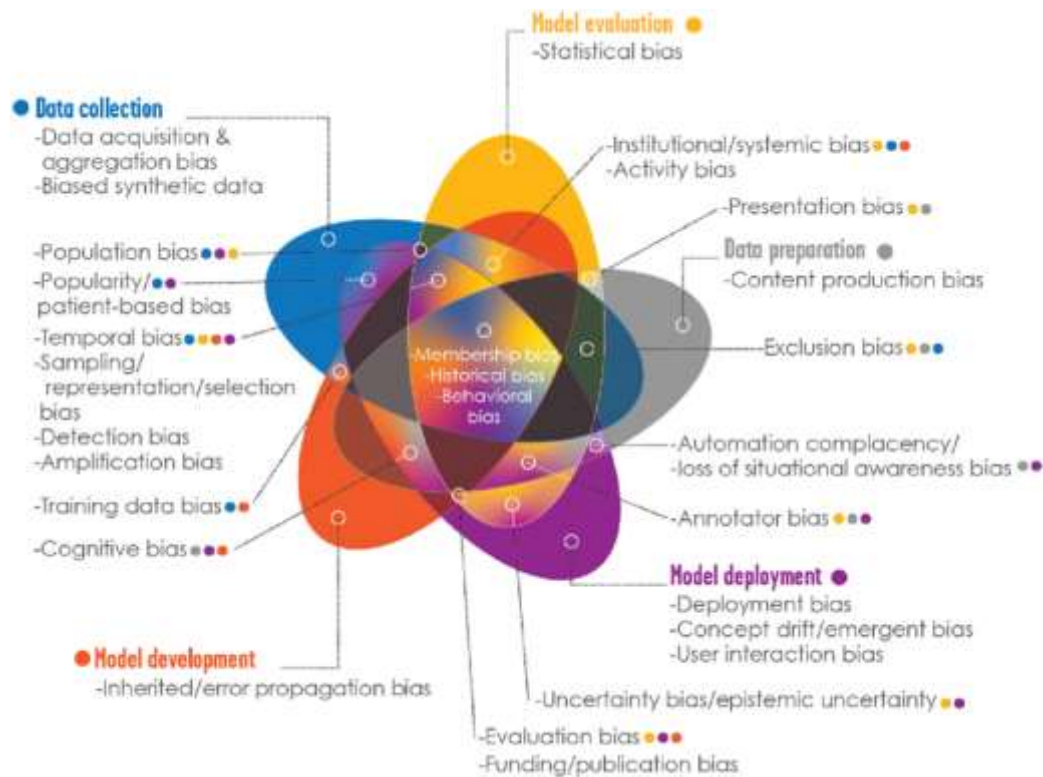 Model evaluation
-Statistical bias
Data collection
-Data acquisition &
aggregation bias
-Biased synthetic data
-Institutional/systemic bias
-Activity bias
-Presentation bias
-Population bias
Data preparation
-Content production bias
-Popularity/
patient-based bias
-Temporal bias
-Sampling/
representation/selection
bias
-Detection bias
-Amplification bias
-Membership bias
-Historical bias
-Behavioral
bias
Exclusion bias
-Automation complacency/
-loss of situational awareness bias
-Training data bias
-Annotator bias
-Cognitive bias
Model deployment
-Deployment bias
-Concept drift/emergent bias
-User interaction bias
Model development
-Inherited/error propagation bias
-Uncertainty bias/epistemic uncertainty
-Evaluation bias
-Funding/publication bias